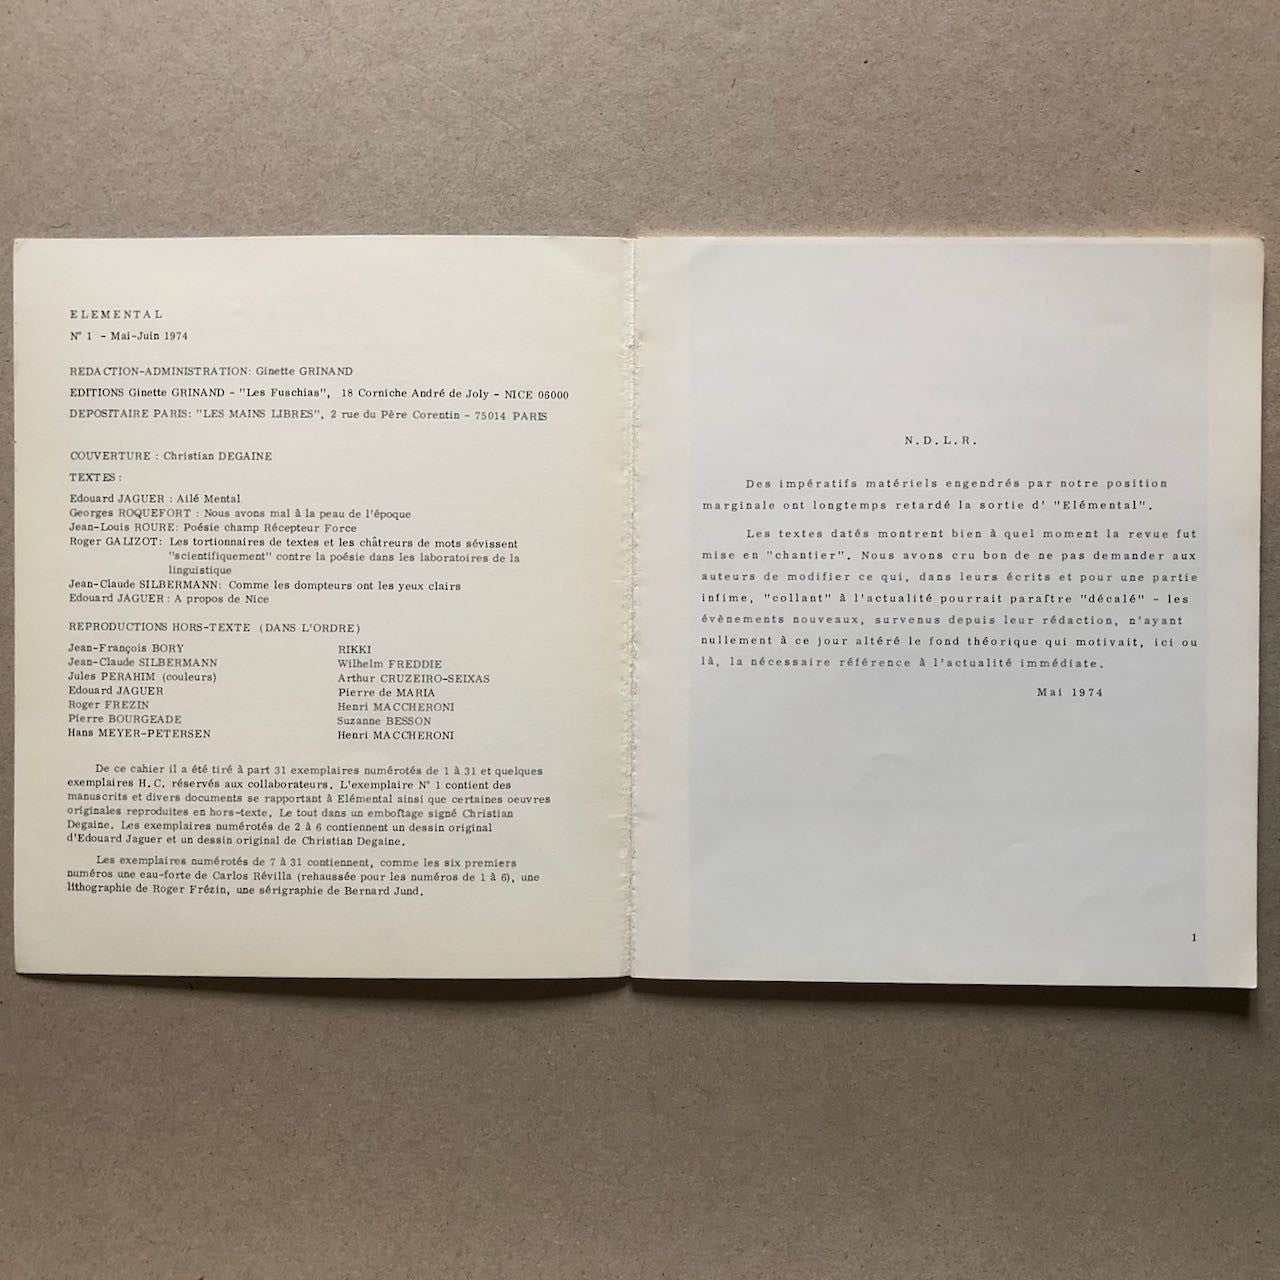 ELEMENTAL
N° 1 - Mai-Juin 1974
REDACTION-ADMINISTRATION: Ginette GRINAND
EDITIONS Ginette GRINAND - "Les Fuschias", 18 Corniche André de Joly - NICE 06000
DEPOSITAIRE PARIS: "LES MAINS LIBRES", 2 rue du Père Corentin - 75014 PARIS
COUVERTURE : Christian DEGAINE
TEXTES :
Edouard JAGUER : Ailé Mental
Georges ROQUEFORT : Nous avons mal à la peau de l'époque
Jean-Louis ROURE: Poésie champ Récepteur Force
Roger GALIZOT: Les tortionnaires de textes et les châtreurs de mots sévissent
"scientifiquement" contre la poésie dans les laboratoires de la
linguistique
Jean-Claude SILBERMANN: Comme les dompteurs ont les yeux clairs
Edouard JAGUER : A propos de Nice
REPRODUCTIONS HORS-TEXTE (DANS L'ORDRE)
Jean-François BORY
Jean-Claude SILBERMANN
Jules PERAHIM (couleurs)
Edouard JAGUER
Roger FREZIN
Pierre BOURGEADE
Hans MEYER-PETERSEN
RIKKI
Wilhelm FREDDIE
Arthur CRUZEIRO-SEIXAS
Pierre de MARIA
Henri MACCHERONI
Suzanne BESSON
Henri MACCHERONI
De ce cahier il a été tiré à part 31 exemplaires numérotés de 1 à 31 et quelques
exemplaires H.C. réservés aux collaborateurs. L'exemplaire N° 1 contient des
manuscrits et divers documents se rapportant à Elémental ainsi que certaines oeuvres
originales reproduites en hors-texte. Le tout dans un emboîtage signé Christian
Degaine. Les exemplaires numérotés de 2 à 6 contiennent un dessin original
d'Edouard Jaguer et un dessin original de Christian Degaine.
Les exemplaires numérotés de 7 à 31 contiennent, comme les six premiers
numéros une eau-forte de Carlos Révilla (rehaussée pour les numéros de 1 à 6), une
lithographie de Roger Frézin, une sérigraphie de Bernard Jund.
N.D.L.R.
Des impératifs matériels engendrés par notre position
marginale ont longtemps retardé la sortie d' "Elémental".
Les textes datés montrent bien à quel moment la revue fut
mise en "chantier". Nous avons cru bon de ne pas demander aux
auteurs de modifier ce qui, dans leurs écrits et pour une partie
infime, "collant" à l'actualité pourrait paraître "décalé" - les
évènements nouveaux, survenus depuis leur rédaction, n'ayant
nullement à ce jour altéré le fond théorique qui motivait, ici ou
là, la nécessaire référence à l'actualité immédiate.
Mai 1974
1